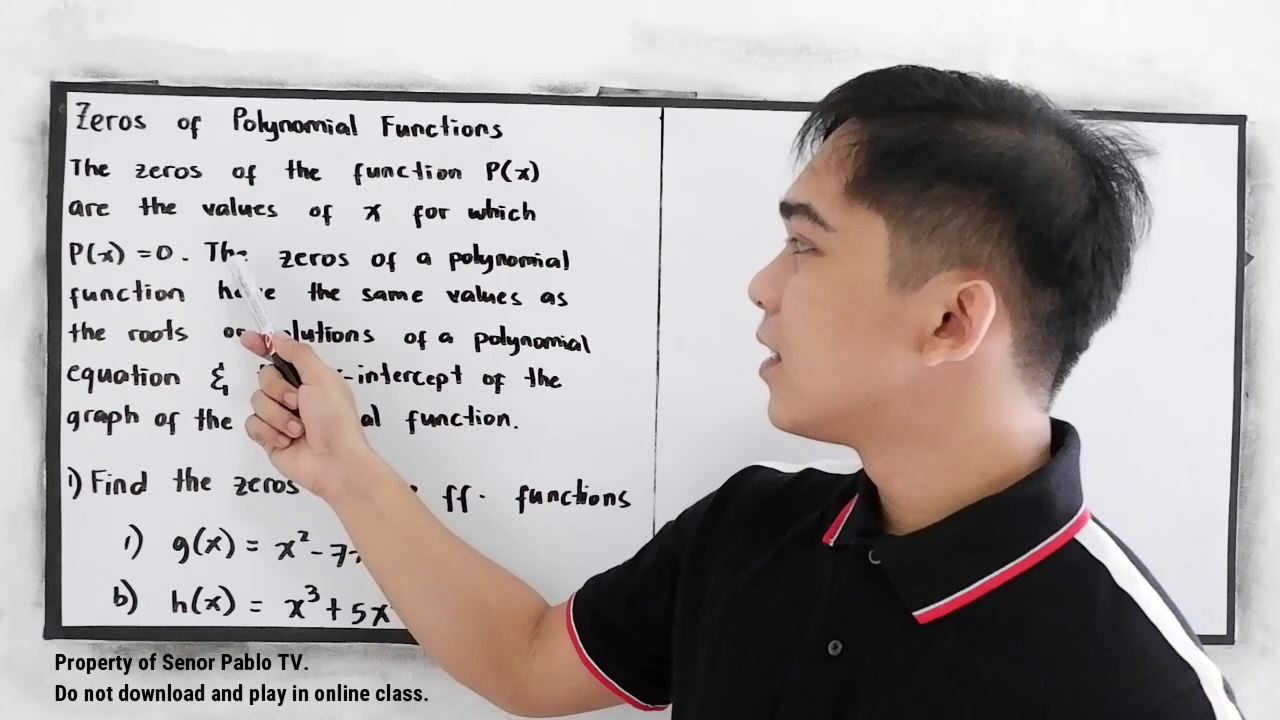 Zeros of Polynomial Functions
The zeros of the function P(x)
are the values of x for which
P(x) = 0. The zeros of a polynomial
function have the same values as
the roots or solutions of a polynomial
equation & -intercept of the
graph of the al function.
1) Find the zeros ff. functions
1) g(x) = x² - 7
b) h(x) = x³ + 5x
Property of Senor Pablo TV.
Do not download and play in online class.